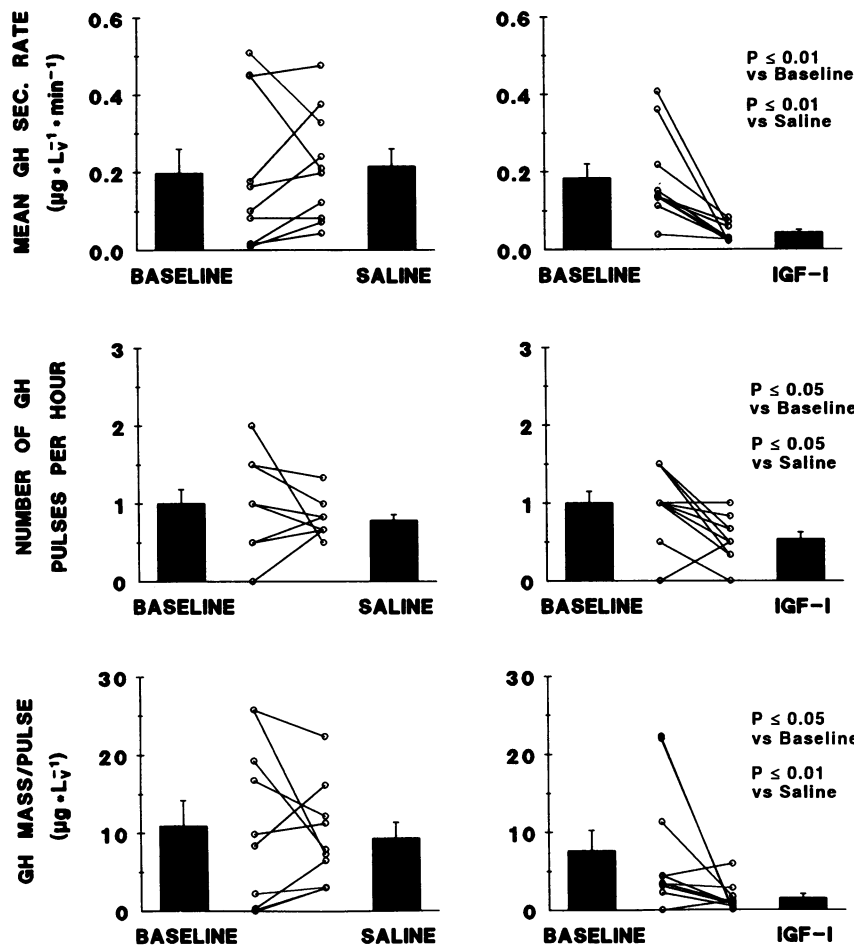 MEAN GH SEC. RATE
(µg•Lv̄⁻¹•min⁻¹)
0.6
0.4
0.2
0.0
BASELINE
SALINE
0.6
0.4
0.2
0.0
P ≤ 0.01
vs Baseline
P ≤ 0.01
vs Saline
BASELINE
IGF-I
NUMBER OF GH
PULSES PER HOUR
3
2
1
0
BASELINE
SALINE
3
2
1
0
P ≤ 0.05
vs Baseline
P ≤ 0.05
vs Saline
BASELINE
IGF-I
GH MASS/PULSE
(µg•Lv̄⁻¹)
30
20
10
0
BASELINE
SALINE
30
20
10
0
P ≤ 0.05
vs Baseline
P ≤ 0.01
vs Saline
BASELINE
IGF-I